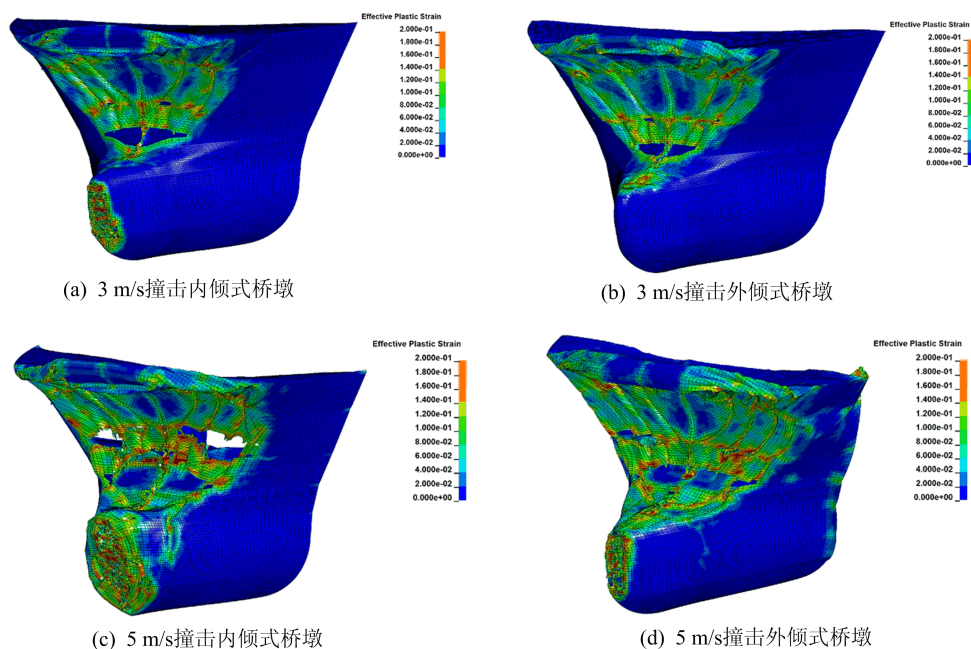 Effective Plastic Strain
2.000e-01
1.800e-01
1.600e-01
1.400e-01
1.200e-01
1.000e-01
8.000e-02
6.000e-02
4.000e-02
2.000e-02
0.000e+00
(a) 3 m/s撞击内倾式桥墩
Effective Plastic Strain
2.000e-01
1.800e-01
1.600e-01
1.400e-01
1.200e-01
1.000e-01
8.000e-02
6.000e-02
4.000e-02
2.000e-02
0.000e+00
(b) 3 m/s撞击外倾式桥墩
Effective Plastic Strain
2.000e-01
1.800e-01
1.600e-01
1.400e-01
1.200e-01
1.000e-01
8.000e-02
6.000e-02
4.000e-02
2.000e-02
0.000e+00
(c) 5 m/s撞击内倾式桥墩
Effective Plastic Strain
2.000e-01
1.800e-01
1.600e-01
1.400e-01
1.200e-01
1.000e-01
8.000e-02
6.000e-02
4.000e-02
2.000e-02
0.000e+00
(d) 5 m/s撞击外倾式桥墩